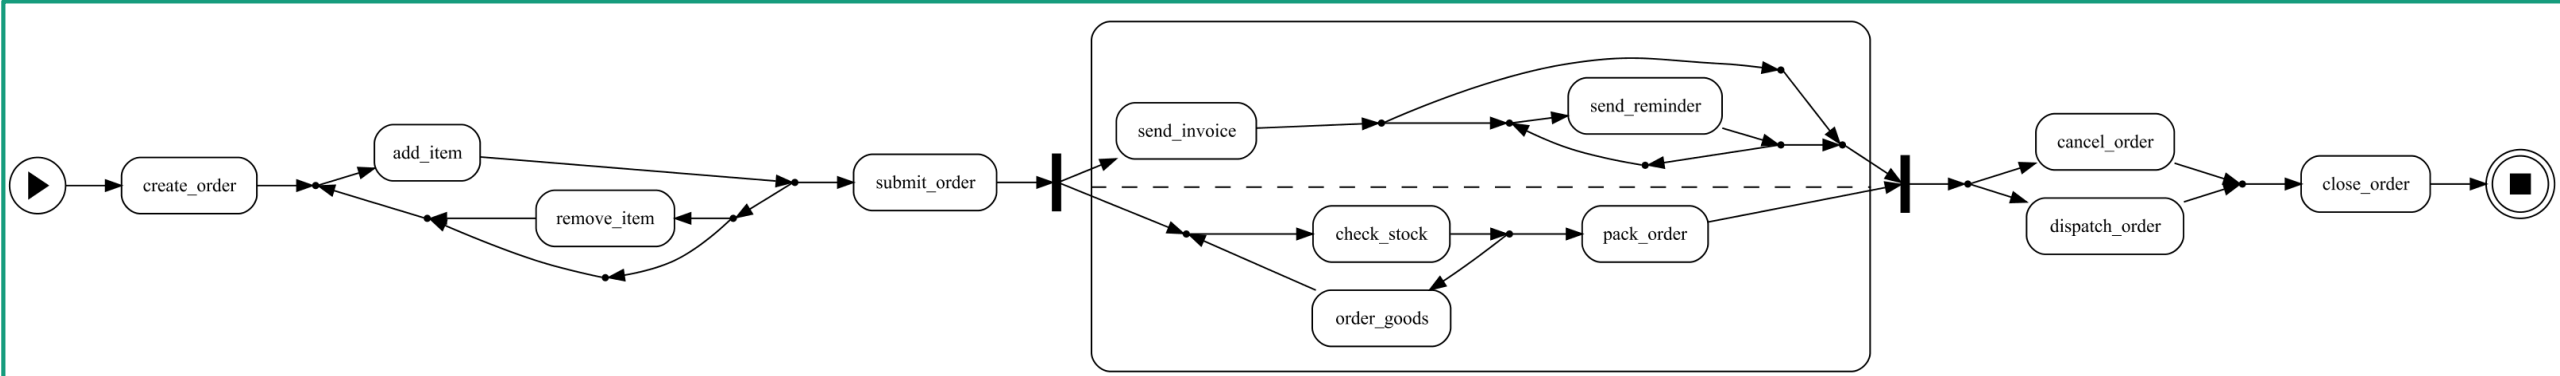 create_order
add_item
remove_item
submit_order
send_invoice
send_reminder
check_stock
pack_order
order_goods
cancel_order
dispatch_order
close_order